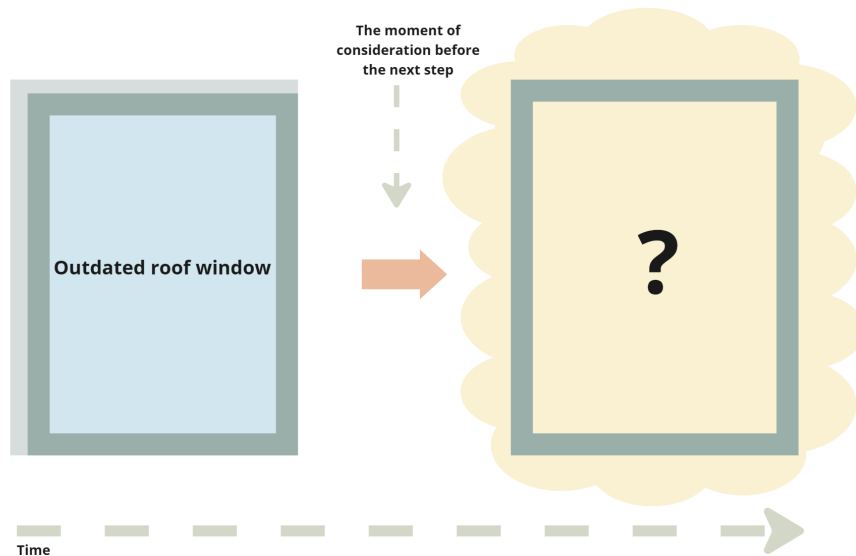 The moment of
consideration before
the next step
Outdated roof window
?
Time